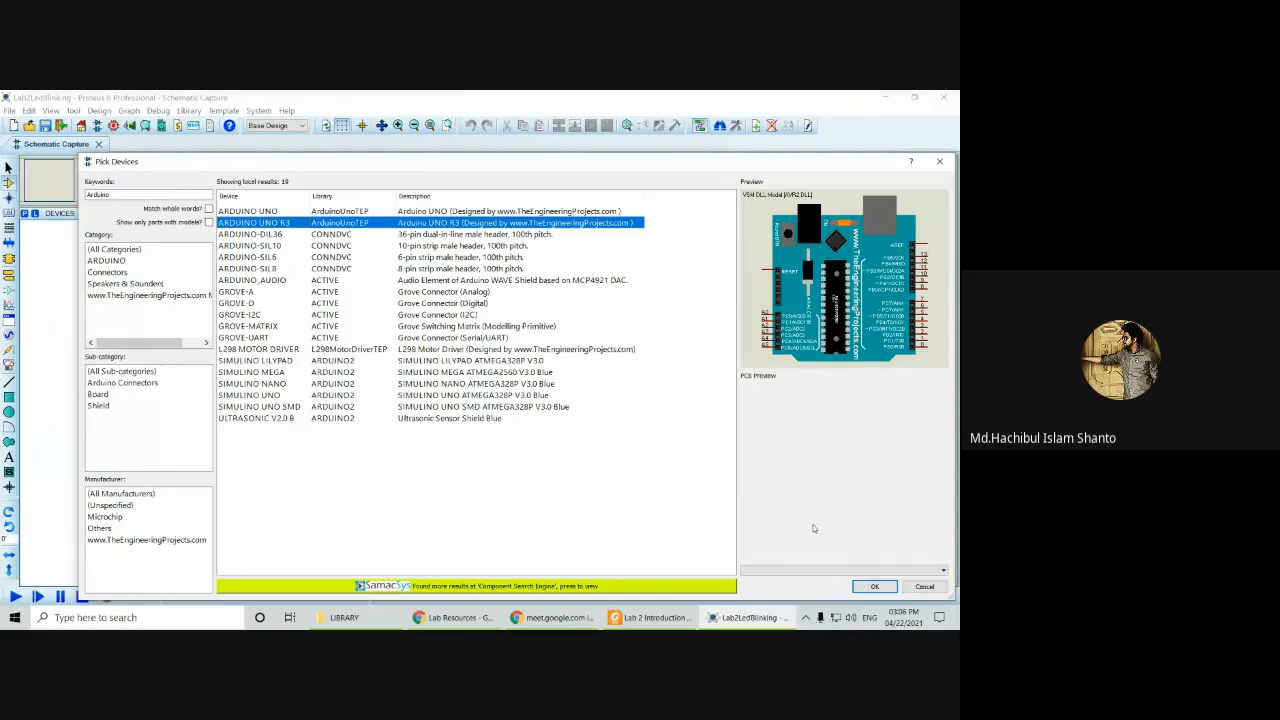 Lab2LedBlinking - Proteus 8 Professional - Schematic Capture
File Edit View Tool Design Graph Debug Library Template System Help
Base Design
Schematic Capture
Pick Devices
Keywords:
Arduino
Match whole words?
Show only parts with models?
Category:
(All Categories)
ARDUINO
Connectors
Speakers & Sounders
www.TheEngineeringProjects.com
Sub-category:
(All Sub-categories)
Arduino Connectors
Board
Shield
Manufacturer:
(All Manufacturers)
(Unspecified)
Microchip
Others
www.TheEngineeringProjects.com
P L DEVICES
Showing local results: 19
Device Library Description
ARDUINO UNO ArduinoUnoTEP Arduino UNO (Designed by www.TheEngineeringProjects.com )
ARDUINO UNO R3 ArduinoUnoTEP Arduino UNO R3 (Designed by www.TheEngineeringProjects.com )
ARDUINO-DIL36 CONNDVC 36-pin dual-in-line male header, 100th pitch.
ARDUINO-SIL10 CONNDVC 10-pin strip male header, 100th pitch.
ARDUINO-SIL6 CONNDVC 6-pin strip male header, 100th pitch.
ARDUINO-SIL8 CONNDVC 8-pin strip male header, 100th pitch.
ARDUINO_AUDIO ACTIVE Audio Element of Arduino WAVE Shield based on MCP4921 DAC.
GROVE-A ACTIVE Grove Connector (Analog)
GROVE-D ACTIVE Grove Connector (Digital)
GROVE-I2C ACTIVE Grove Connector (I2C)
GROVE-MATRIX ACTIVE Grove Switching Matrix (Modelling Primitive)
GROVE-UART ACTIVE Grove Connector (Serial/UART)
L298 MOTOR DRIVER L298MotorDriverTEP L298 Motor Driver (Designed by www.TheEngineeringProjects.com)
SIMULINO LILYPAD ARDUINO2 SIMULINO LILYPAD ATMEGA328P V3.0
SIMULINO MEGA ARDUINO2 SIMULINO MEGA ATMEGA2560 V3.0 Blue
SIMULINO NANO ARDUINO2 SIMULINO NANO ATMEGA328P V3.0 Blue
SIMULINO UNO ARDUINO2 SIMULINO UNO ATMEGA328P V3.0 Blue
SIMULINO UNO SMD ARDUINO2 SIMULINO UNO SMD ATMEGA328P V3.0 Blue
ULTRASONIC V2.0 B ARDUINO2 Ultrasonic Sensor Shield Blue
SamacSys Found more results at 'Component Search Engine', press to view
Preview
VSM DLL Model [AVR2.DLL]
www.TheEngineeringProjects.com
RESET
AREF
PCB Preview
OK Cancel
Md.Hachibul Islam Shanto
Type here to search
LIBRARY
Lab Resources - G...
meet.google.com i...
Lab 2 Introduction ...
Lab2LedBlinking - ...
ENG
03:06 PM
04/22/2021